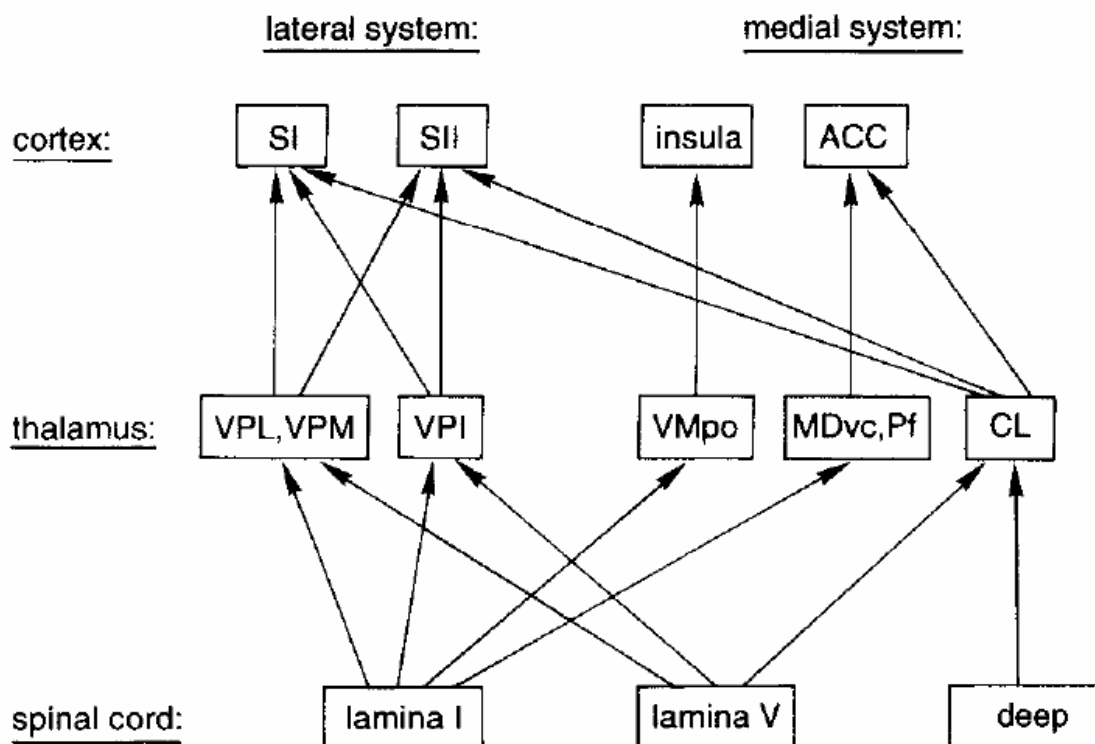 lateral system: medial system:
cortex: SI SII insula ACC
thalamus: VPL,VPM VPI VMpo MDvc,Pf CL
spinal cord: lamina I lamina V deep